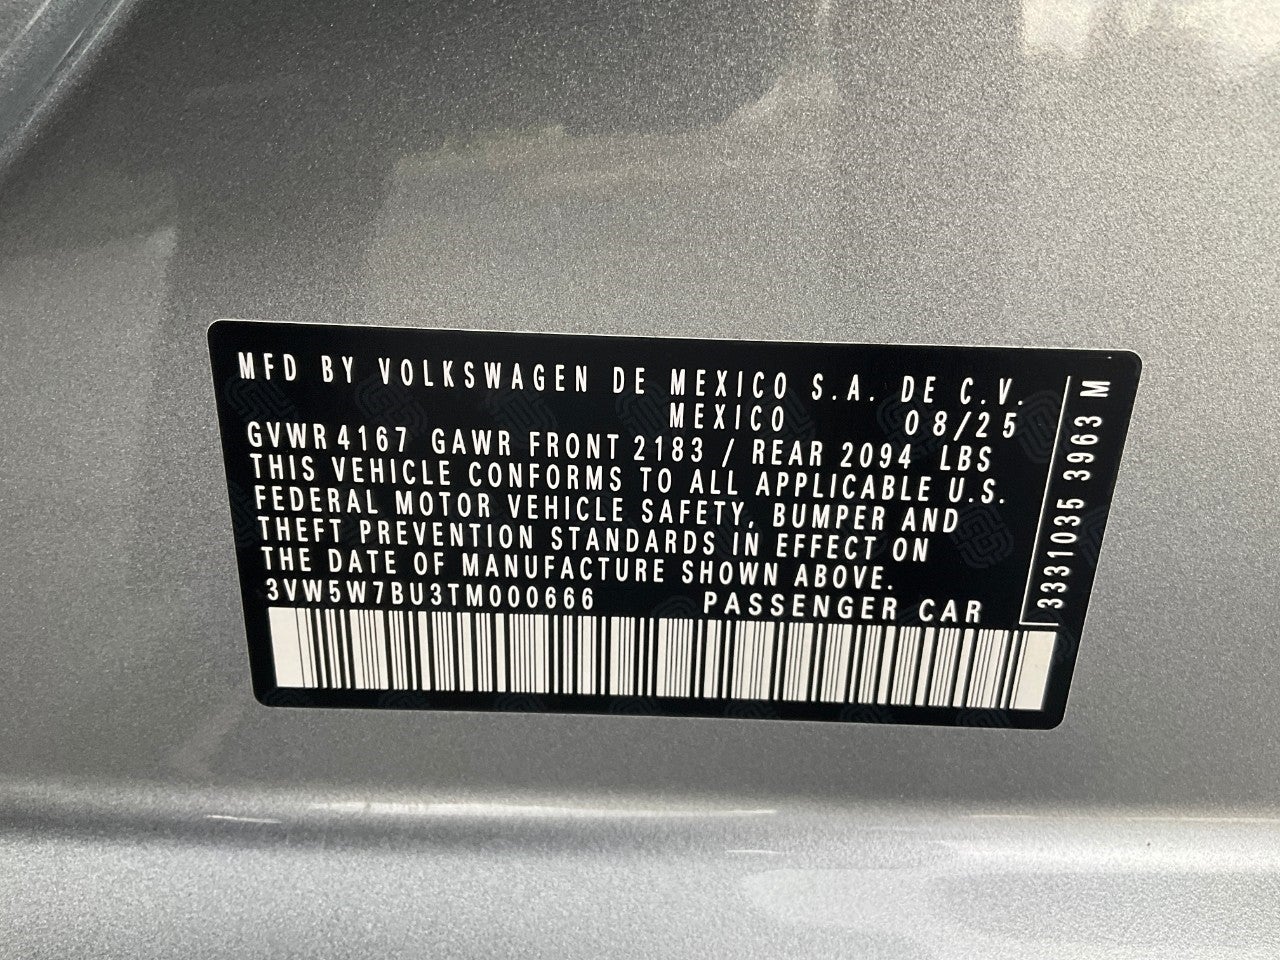 MFD BY VOLKSWAGEN DE MEXICO S.A. DE C.V.
MEXICO 08/25
GVWR 4167 GAWR FRONT 2183 / REAR 2094 LBS
THIS VEHICLE CONFORMS TO ALL APPLICABLE U.S.
FEDERAL MOTOR VEHICLE SAFETY, BUMPER AND
THEFT PREVENTION STANDARDS IN EFFECT ON
THE DATE OF MANUFACTURE SHOWN ABOVE.
3VW5W7BU3TM000666 PASSENGER CAR
3331035 3963 M